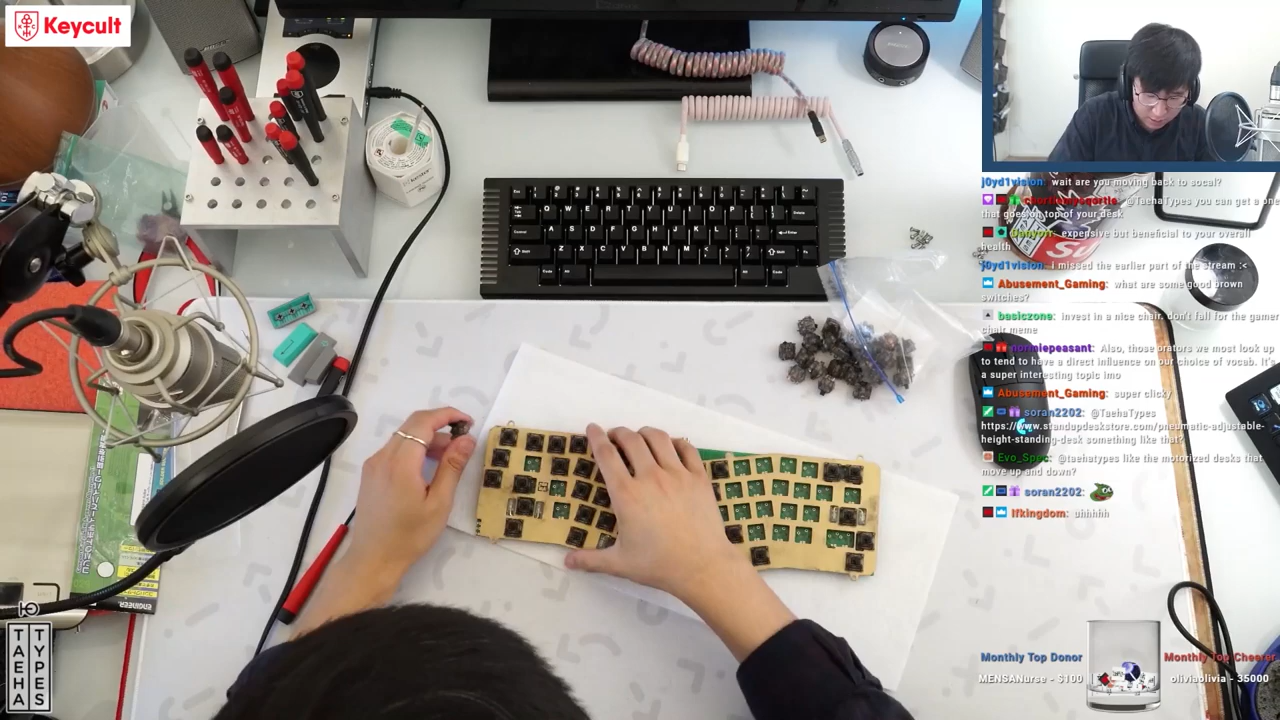 Keycult
j0yd1vision: wait are you moving back to socal?
@TaehaTypes you can get a one
that goes on top of your desk
expensive but beneficial to your overall
health
j0yd1vision: i missed the earlier part of the stream :<
Abusement_Gaming: what are some good brown
switches?
basiczone: invest in a nice chair. don't fall for the gamer
chair meme
normiepeasant: Also, those orators we most look up
to tend to have a direct influence on our choice of vocab. It's
a super interesting topic imo
Abusement_Gaming: super clicky
soran2202: @TaehaTypes
https://www.standupdeskstore.com/pneumatic-adjustable-
height-standing-desk something like that?
Evo_Spec: @taehatypes like the motorized desks that
move up and down?
soran2202:
lfkingdom: uhhhhh
TAEHA
TYPES
ENGINEER
Monthly Top Donor
Monthly Top Cheerer
MENSANurse - $100
oliviaolivia - 35000